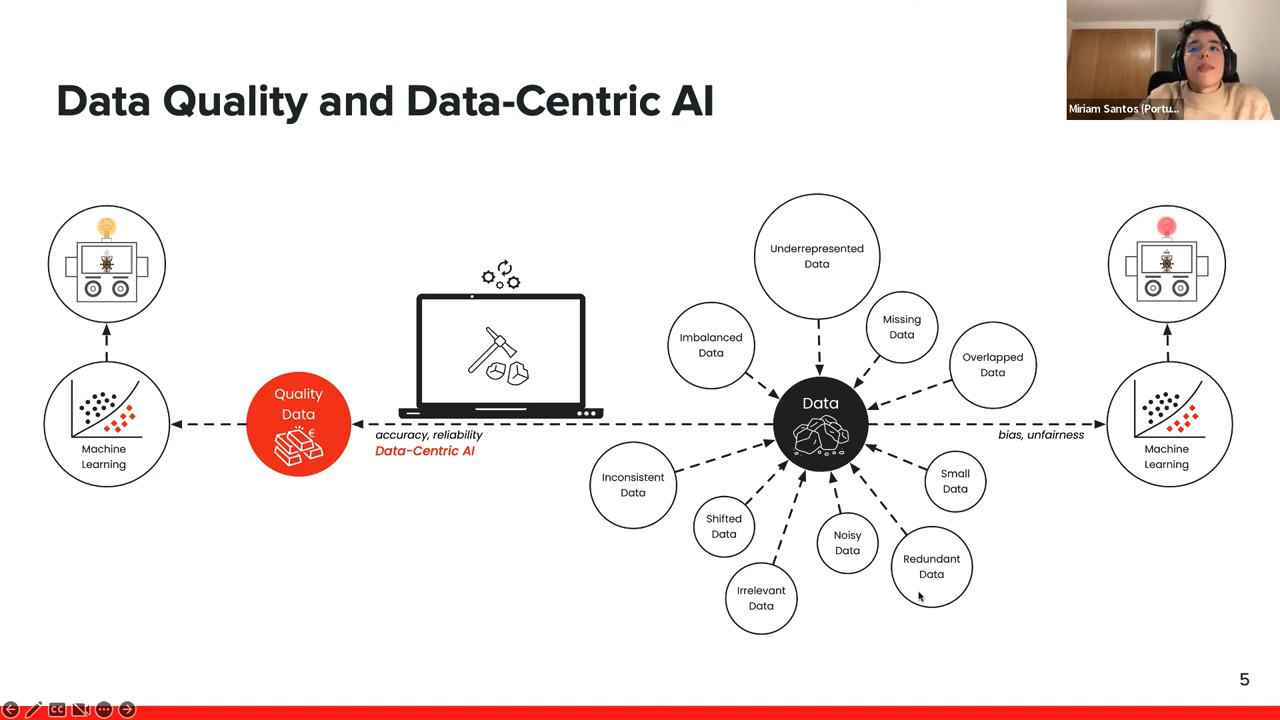 Data Quality and Data-Centric AI
Miriam Santos (Portu...
Underrepresented
Data
Missing
Data
Imbalanced
Data
Overlapped
Data
Quality
Data
€
Data
accuracy, reliability
Data-Centric AI
bias, unfairness
Machine
Learning
Machine
Learning
Inconsistent
Data
Small
Data
Shifted
Data
Noisy
Data
Redundant
Data
Irrelevant
Data
5
CC